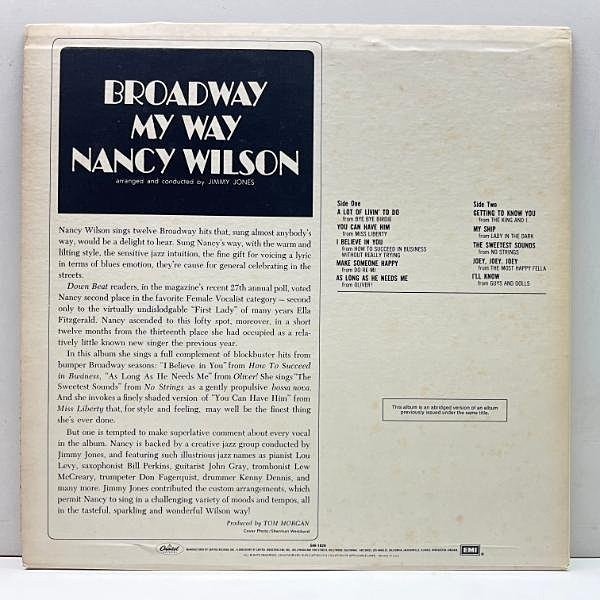 BROADWAY
MY WAY
NANCY WILSON
arranged and conducted by JIMMY JONES
Nancy Wilson sings twelve Broadway hits that, sung almost anybody's
way, would be a delight to hear. Sung Nancy's way, with the warm and
lilting style, the sensitive jazz intuition, the fine gift for voicing a lyric
in terms of blues emotion, they're cause for general celebrating in the
streets.
Down Beat readers, in the magazine's recent 27th annual poll, voted
Nancy second place in the favorite Female Vocalist category — second
only to the virtually undislodgable "First Lady" of many years Ella
Fitzgerald. Nancy ascended to this lofty spot, moreover, in a short
twelve months from the thirteenth place she had occupied as a rela-
tively little known new singer the previous year.
In this album she sings a full complement of blockbuster hits from
bumper Broadway seasons: "I Believe in You" from How To Succeed in
Business, "As Long As He Needs Me" from Oliver! She sings "The
Sweetest Sounds" from No Strings as a gently propulsive bossa nova.
And she invokes a finely shaded version of "You Can Have Him" from
Miss Liberty that, for style and feeling, may well be the finest thing
she's ever done.
But one is tempted to make superlative comment about every vocal
in the album. Nancy is backed by a creative jazz group conducted by
Jimmy Jones, and featuring such illustrious jazz names as pianist Lou
Levy, saxophonist Bill Perkins, guitarist John Gray, trombonist Lew
McCreary, trumpeter Don Fagerquist, drummer Kenny Dennis, and
many more. Jimmy Jones contributed the custom arrangements, which
permit Nancy to sing in a challenging variety of moods and tempos, all
in the tasteful, sparkling and wonderful Wilson way!
Produced by TOM MORGAN
Cover Photo/Sherman Weisburd
Side One
A LOT OF LIVIN' TO DO
from BYE BYE BIRDIE
YOU CAN HAVE HIM
from MISS LIBERTY
I BELIEVE IN YOU
from HOW TO SUCCEED IN BUSINESS
WITHOUT REALLY TRYING
MAKE SOMEONE HAPPY
from DO RE MI
AS LONG AS HE NEEDS ME
from OLIVER!
Side Two
GETTING TO KNOW YOU
from THE KING AND I
MY SHIP
from LADY IN THE DARK
THE SWEETEST SOUNDS
from NO STRINGS
JOEY, JOEY, JOEY
from THE MOST HAPPY FELLA
I'LL KNOW
from GUYS AND DOLLS
This album is an abridged version of an album
previously issued under the same title.
Capitol
EMI